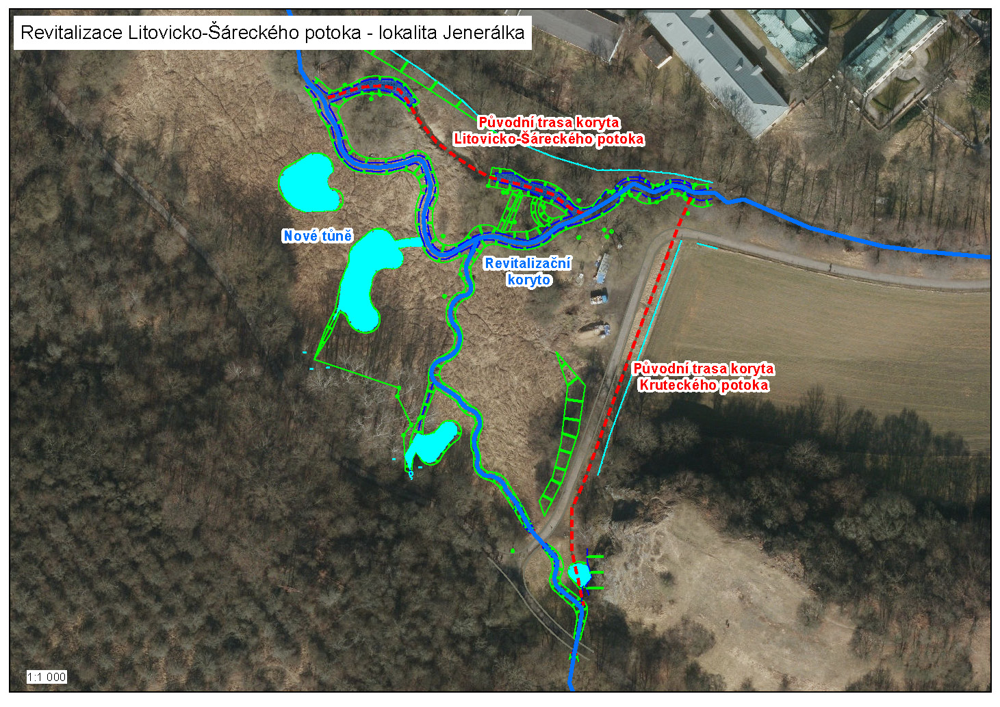 Revitalizace Litovicko-Šáreckého potoka - lokalita Jenerálka
Původní trasa koryta
Litovicko-Šáreckého potoka
Nové tůně
Revitalizační
koryto
Původní trasa koryta
Kruteckého potoka
1:1 000